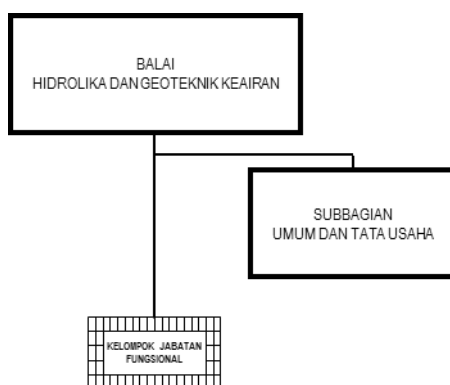 BALAI
HIDROLIKA DAN GEOTEKNIK KEAIRAN
SUBBAGIAN
UMUM DAN TATA USAHA
KELOMPOK JABATAN
FUNGSIONAL